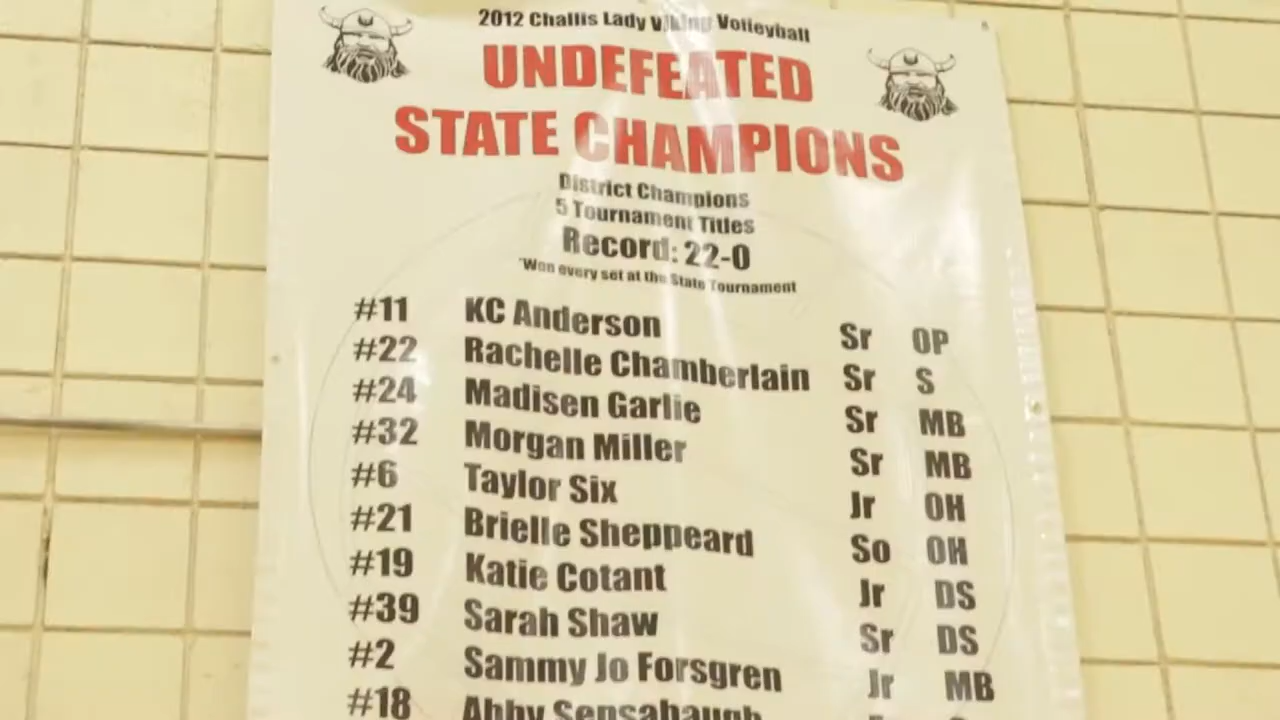 2012 Challis Lady Viking Volleyball
UNDEFEATED
STATE CHAMPIONS
District Champions
5 Tournament Titles
Record: 22-0
*Won every set at the State Tournament
#11 KC Anderson Sr OP
#22 Rachelle Chamberlain Sr S
#24 Madisen Garlie Sr MB
#32 Morgan Miller Sr MB
#6 Taylor Six Jr OH
#21 Brielle Sheppeard So OH
#19 Katie Cotant Jr DS
#39 Sarah Shaw Sr DS
#2 Sammy Jo Forsgren Jr MB
#18 Abby Sensabaugh